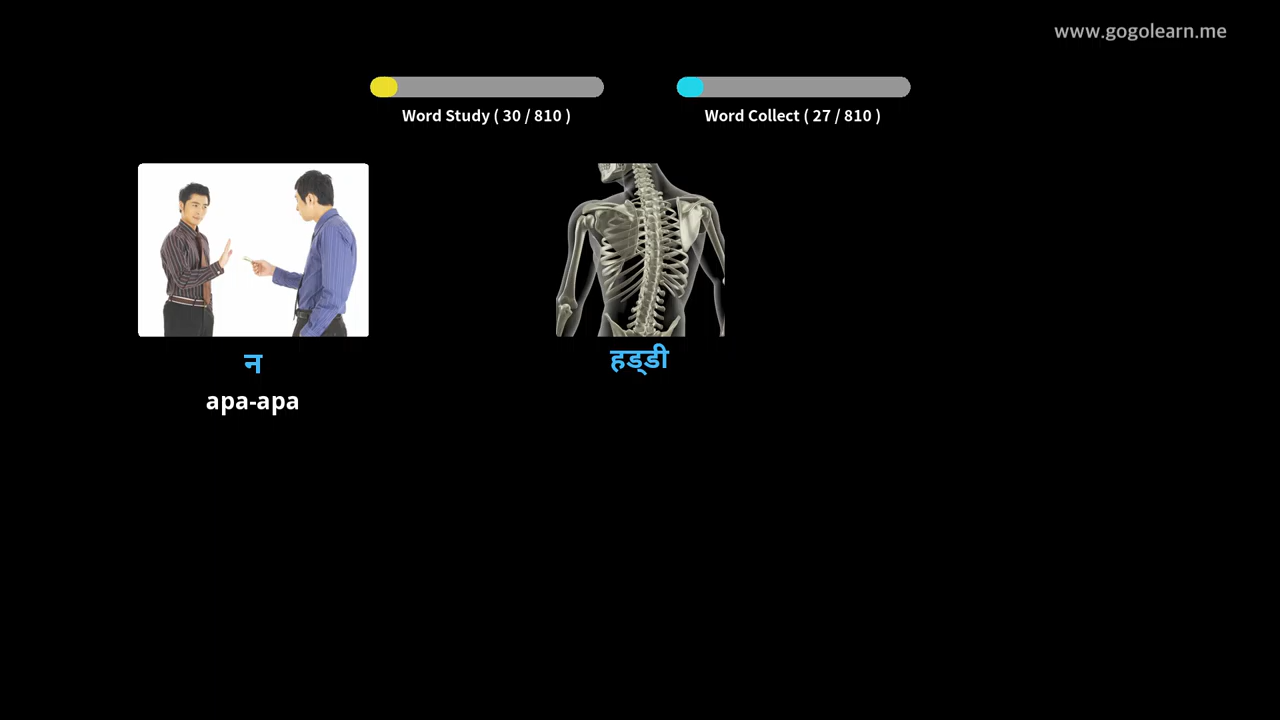 www.gogolearn.me
Word Study ( 30 / 810 )
Word Collect ( 27 / 810 )
न
apa-apa
हड्डी